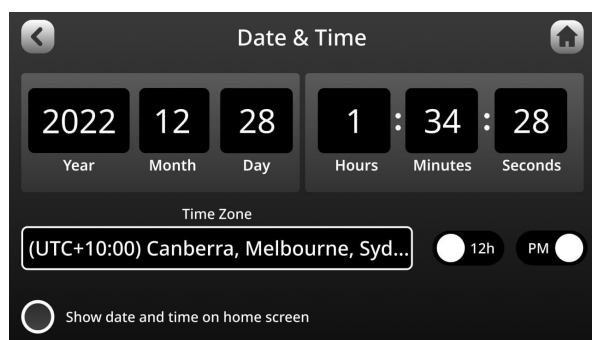 Date & Time
2022 12 28 1 : 34 : 28
Year Month Day Hours Minutes Seconds
Time Zone
(UTC+10:00) Canberra, Melbourne, Syd...
12h PM
Show date and time on home screen